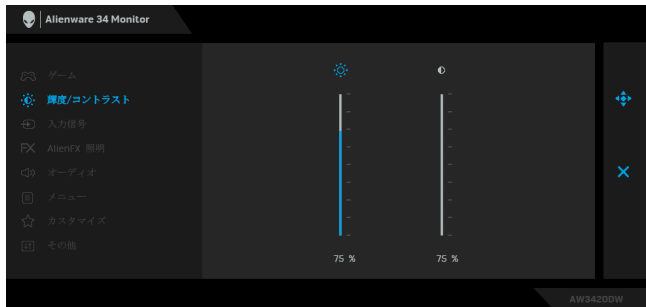 Alienware 34 Monitor
ゲーム
輝度/コントラスト
入力信号
AlienFX 照明
オーディオ
メニュー
カスタマイズ
その他
75 %
75 %
AW3420DW